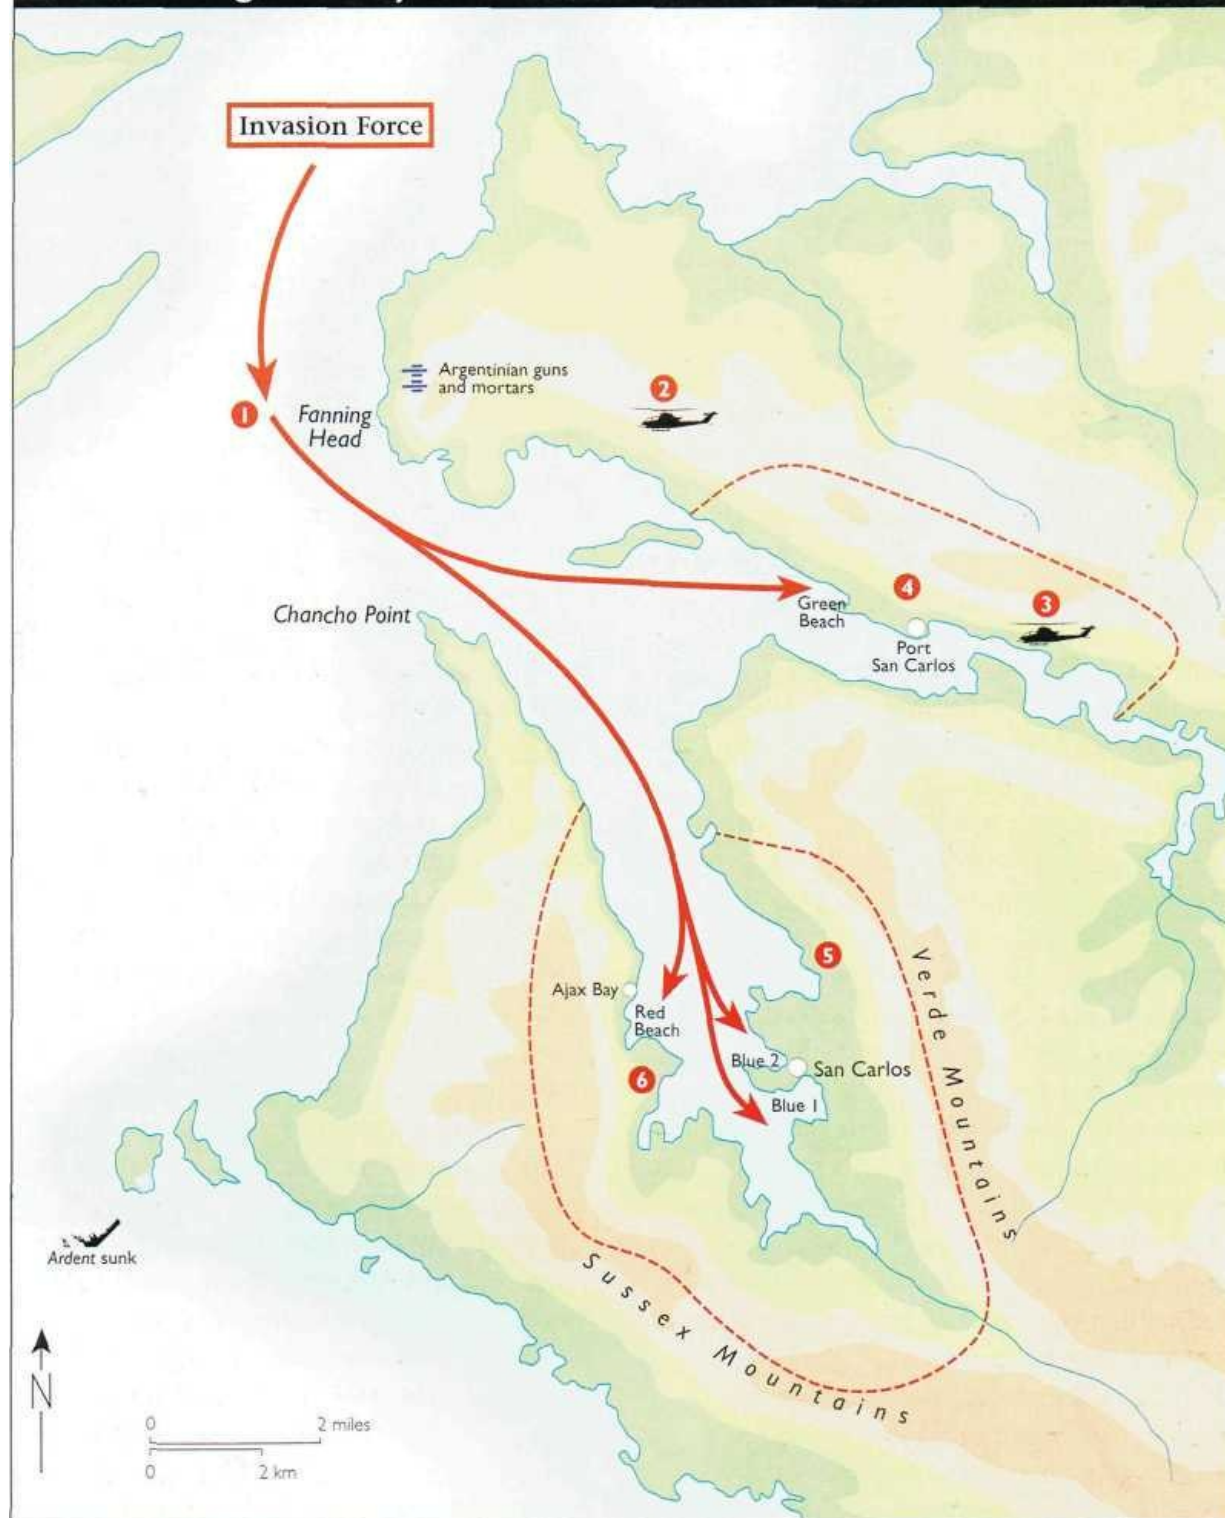 Invasion Force
Argentinian guns
and mortars
2
1
Fanning
Head
4
3
Green
Beach
Chancho Point
Port
San Carlos
5
Verde Mountains
Ajax Bay
Red
Beach
Blue 2
San Carlos
6
Blue 1
Ardent sunk
Sussex Mountains
N
0 2 miles
0 2 km